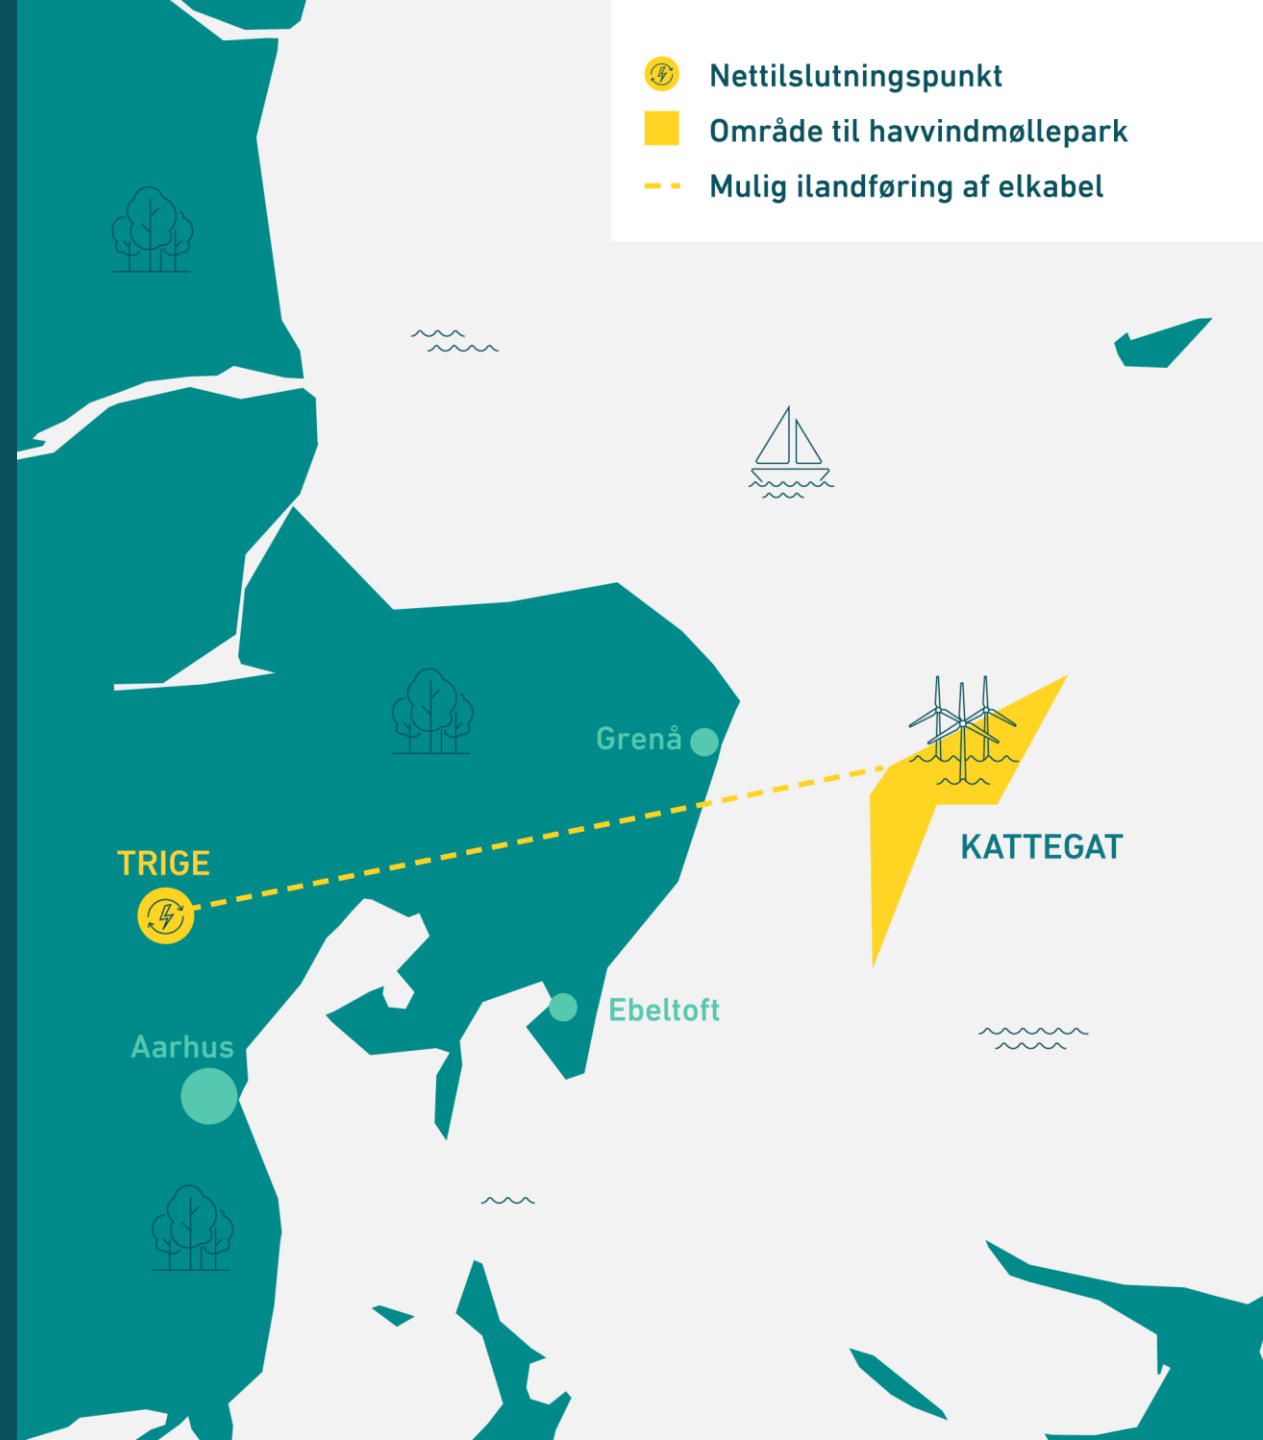 Nettilslutningspunkt
Område til havvindmøllepark
Mulig ilandføring af elkabel
Grenå
KATTEGAT
TRIGE
Ebeltoft
Aarhus